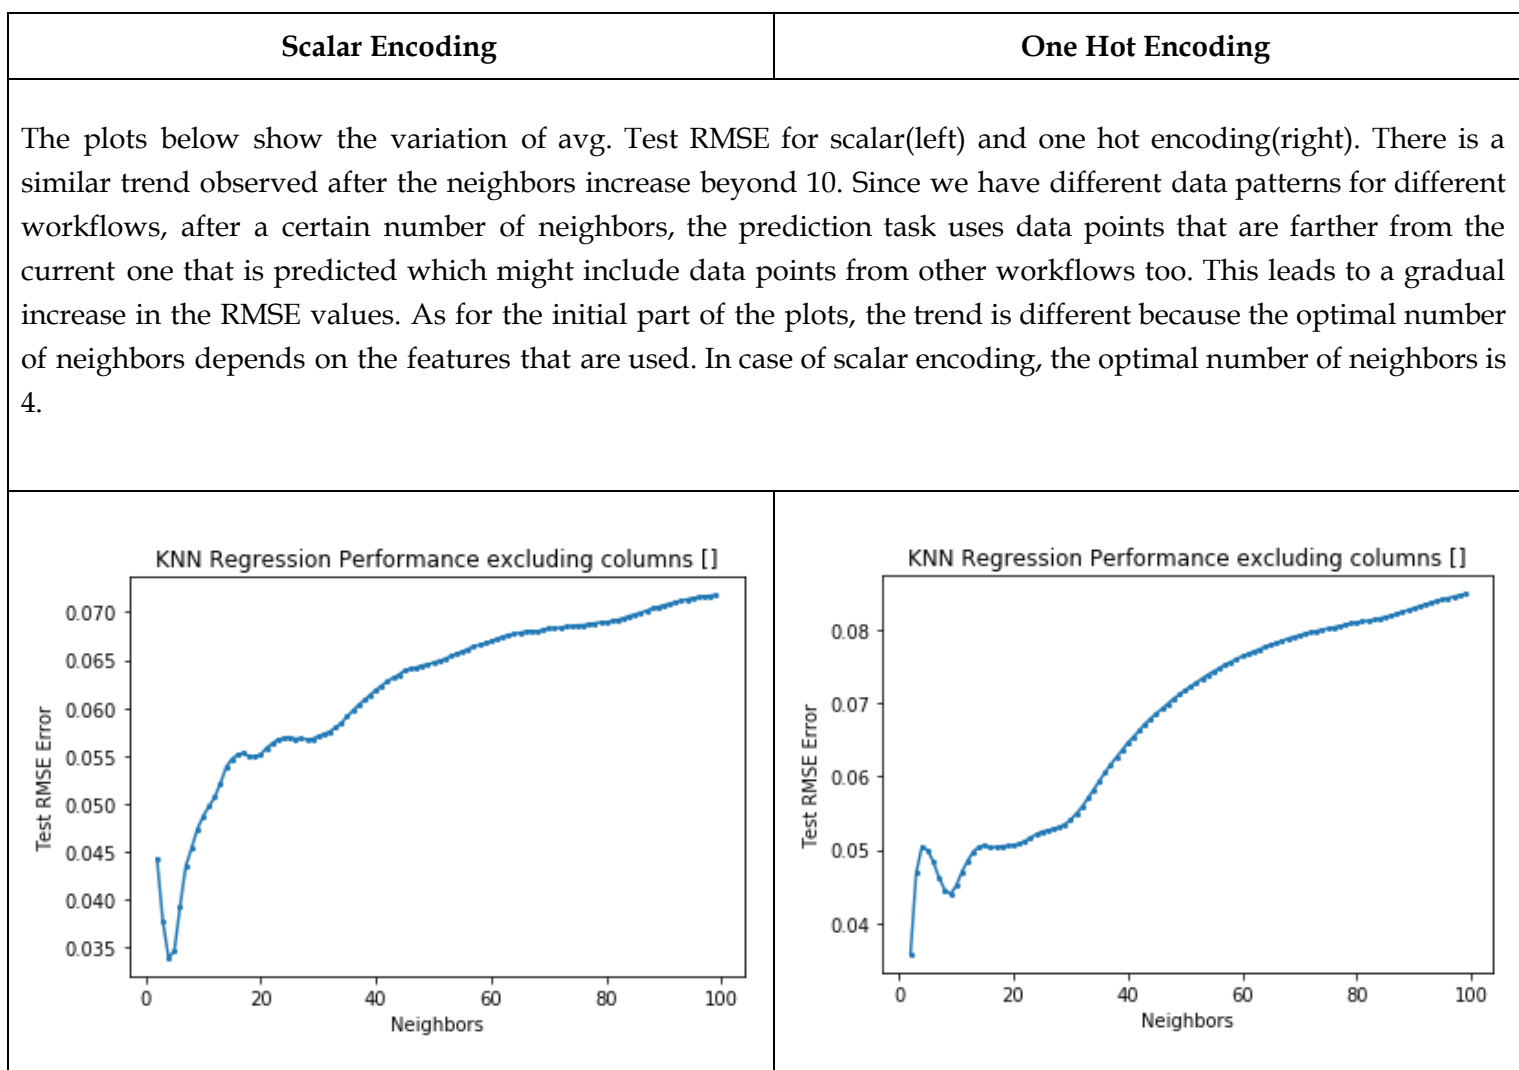 Scalar Encoding
One Hot Encoding
The plots below show the variation of avg. Test RMSE for scalar(left) and one hot encoding(right). There is a
similar trend observed after the neighbors increase beyond 10. Since we have different data patterns for different
workflows, after a certain number of neighbors, the prediction task uses data points that are farther from the
current one that is predicted which might include data points from other workflows too. This leads to a gradual
increase in the RMSE values. As for the initial part of the plots, the trend is different because the optimal number
of neighbors depends on the features that are used. In case of scalar encoding, the optimal number of neighbors is
4.
KNN Regression Performance excluding columns []
0.070
0.065
0.060
0.055
0.050
0.045
0.040
0.035
Test RMSE Error
0 20 40 60 80 100
Neighbors
KNN Regression Performance excluding columns []
0.08
0.07
0.06
0.05
0.04
Test RMSE Error
0 20 40 60 80 100
Neighbors